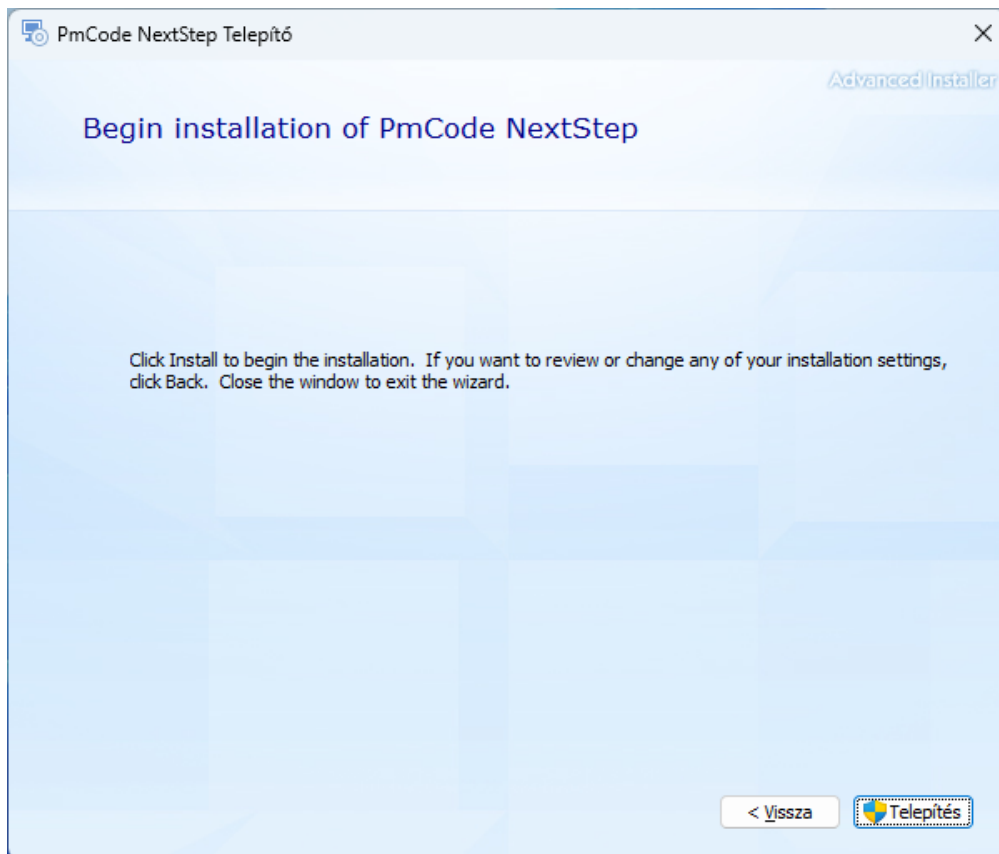 PmCode NextStep Telepítő
Advanced Installer
Begin installation of PmCode NextStep
Click Install to begin the installation.  If you want to review or change any of your installation settings,
click Back.  Close the window to exit the wizard.
< Vissza
Telepítés